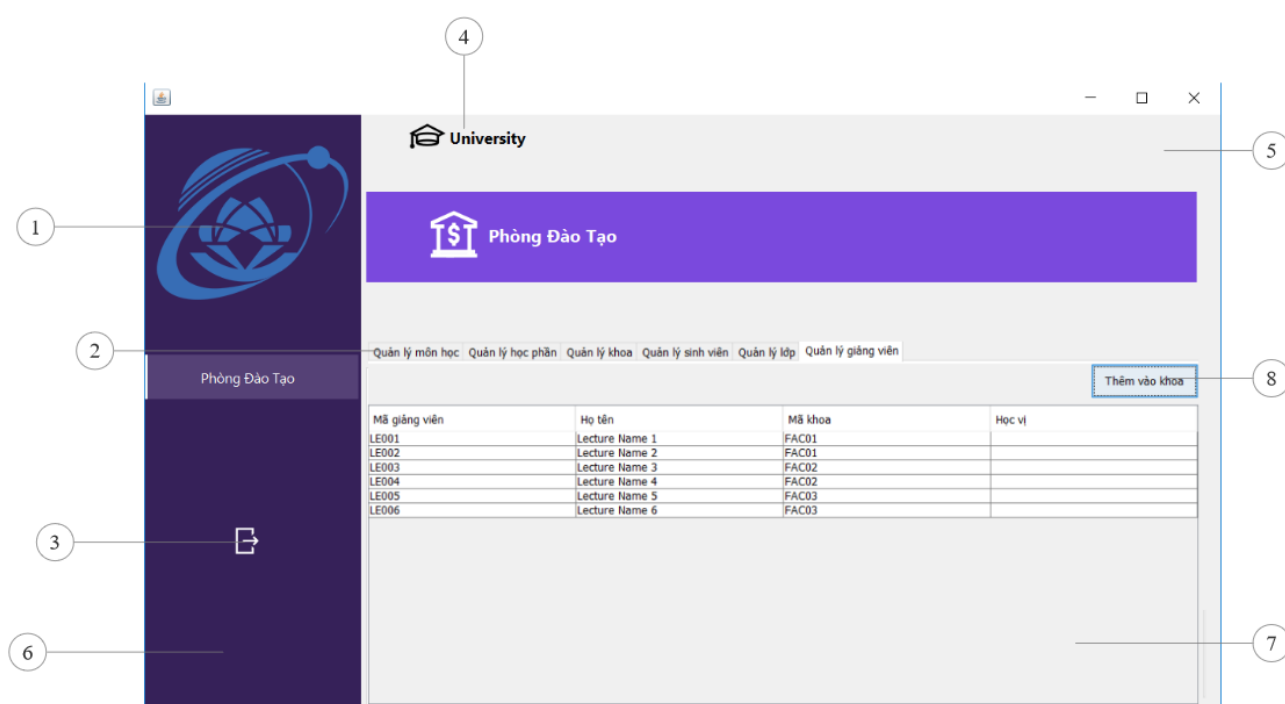 4
University
5
1
Phòng Đào Tạo
2
Quản lý môn học Quản lý học phần Quản lý khoa Quản lý sinh viên Quản lý lớp Quản lý giảng viên
Phòng Đào Tạo
Thêm vào khoa
8
Mã giảng viên Họ tên Mã khoa Học vị
LE001 Lecture Name 1 FAC01
LE002 Lecture Name 2 FAC01
LE003 Lecture Name 3 FAC02
LE004 Lecture Name 4 FAC02
LE005 Lecture Name 5 FAC03
LE006 Lecture Name 6 FAC03
3
6
7